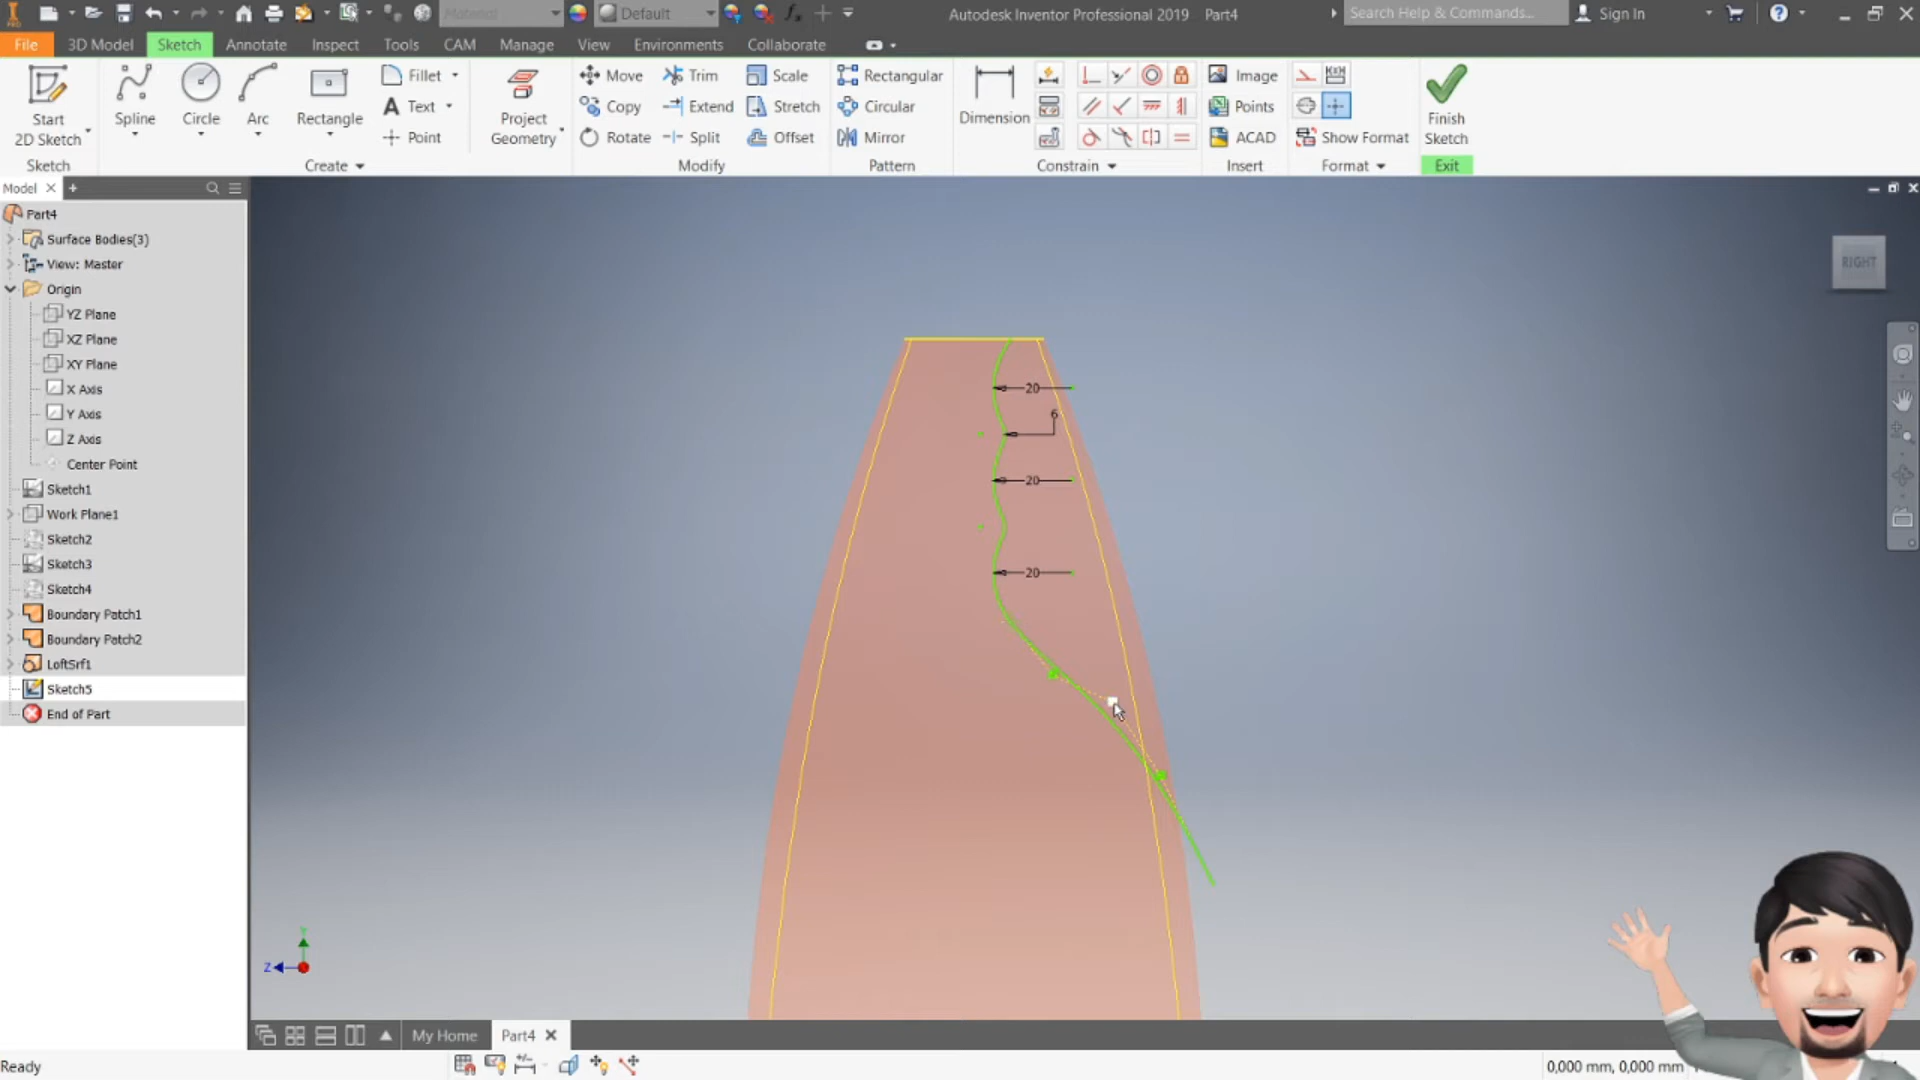 Material
Default
Autodesk Inventor Professional 2019 Part4
Search Help & Commands...
Sign In
File
3D Model
Sketch
Annotate
Inspect
Tools
CAM
Manage
View
Environments
Collaborate
Start
2D Sketch
Spline
Circle
Arc
Rectangle
Fillet
Text
Point
Project
Geometry
Move
Copy
Rotate
Trim
Extend
Split
Scale
Stretch
Offset
Rectangular
Circular
Mirror
Dimension
Image
Points
ACAD
Show Format
Finish
Sketch
Sketch
Create
Modify
Pattern
Constrain
Insert
Format
Exit
Model
Part4
Surface Bodies(3)
View: Master
Origin
YZ Plane
XZ Plane
XY Plane
X Axis
Y Axis
Z Axis
Center Point
Sketch1
Work Plane1
Sketch2
Sketch3
Sketch4
Boundary Patch1
Boundary Patch2
LoftSrf1
Sketch5
End of Part
RIGHT
20
6
20
20
Y
Z
My Home
Part4
Ready
0,000 mm, 0,000 mm